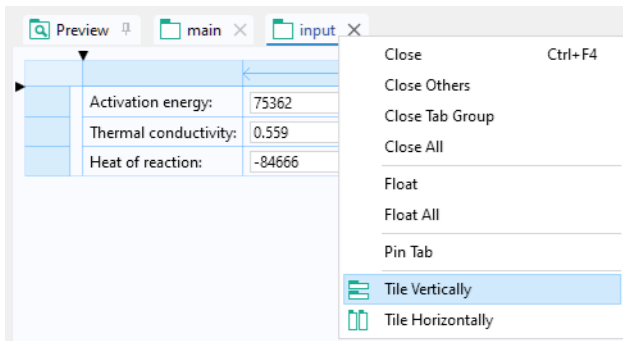 Preview main input
Close Ctrl+F4
Close Others
Close Tab Group
Close All
Float
Float All
Pin Tab
Tile Vertically
Tile Horizontally
Activation energy: 75362
Thermal conductivity: 0.559
Heat of reaction: -84666